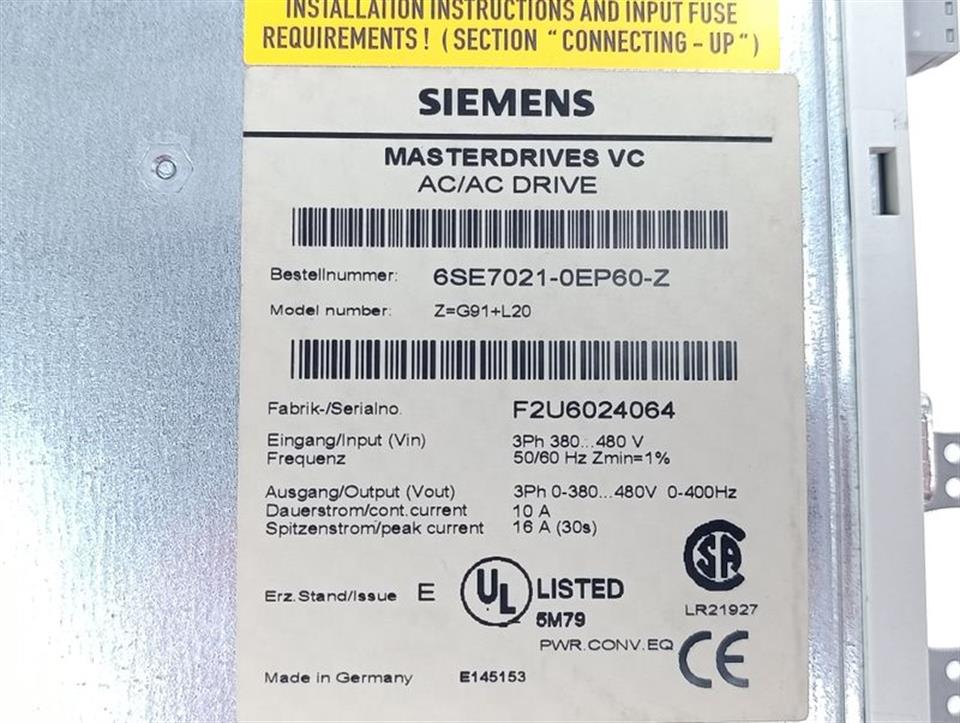 INSTALLATION INSTRUCTIONS AND INPUT FUSE
REQUIREMENTS! (SECTION "CONNECTING-UP")
SIEMENS
MASTERDRIVES VC
AC/AC DRIVE
Bestellnummer: 6SE7021-0EP60-Z
Model number: Z=G91+L20
Fabrik-/Serialno. F2U6024064
Eingang/Input (Vin) 3Ph 380...480 V
Frequenz 50/60 Hz Zmin=1%
Ausgang/Output (Vout) 3Ph 0-380...480V 0-400Hz
Dauerstrom/cont.current 10 A
Spitzenstrom/peak current 16 A (30s)
SA
Erz.Stand/Issue E UL LISTED
5M79 LR21927
PWR.CONV.EQ CE
Made in Germany E145153